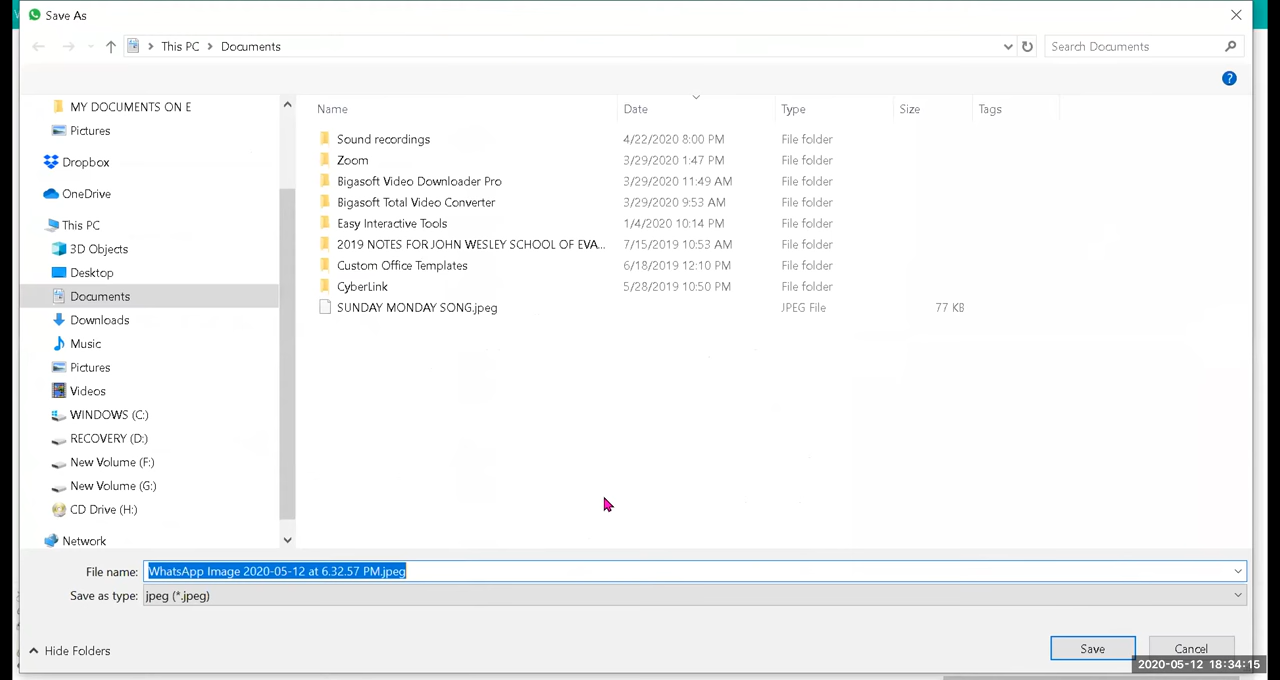 Save As
This PC > Documents
Search Documents
MY DOCUMENTS ON E
Pictures
Dropbox
OneDrive
This PC
3D Objects
Desktop
Documents
Downloads
Music
Pictures
Videos
WINDOWS (C:)
RECOVERY (D:)
New Volume (F:)
New Volume (G:)
CD Drive (H:)
Network
Name Date Type Size Tags
Sound recordings 4/22/2020 8:00 PM File folder
Zoom 3/29/2020 1:47 PM File folder
Bigasoft Video Downloader Pro 3/29/2020 11:49 AM File folder
Bigasoft Total Video Converter 3/29/2020 9:53 AM File folder
Easy Interactive Tools 1/4/2020 10:14 PM File folder
2019 NOTES FOR JOHN WESLEY SCHOOL OF EVA... 7/15/2019 10:53 AM File folder
Custom Office Templates 6/18/2019 12:10 PM File folder
CyberLink 5/28/2019 10:50 PM File folder
SUNDAY MONDAY SONG.jpeg JPEG File 77 KB
File name: WhatsApp Image 2020-05-12 at 6.32.57 PM.jpeg
Save as type: jpeg (*.jpeg)
Hide Folders
Save
Cancel
2020-05-12 18:34:15